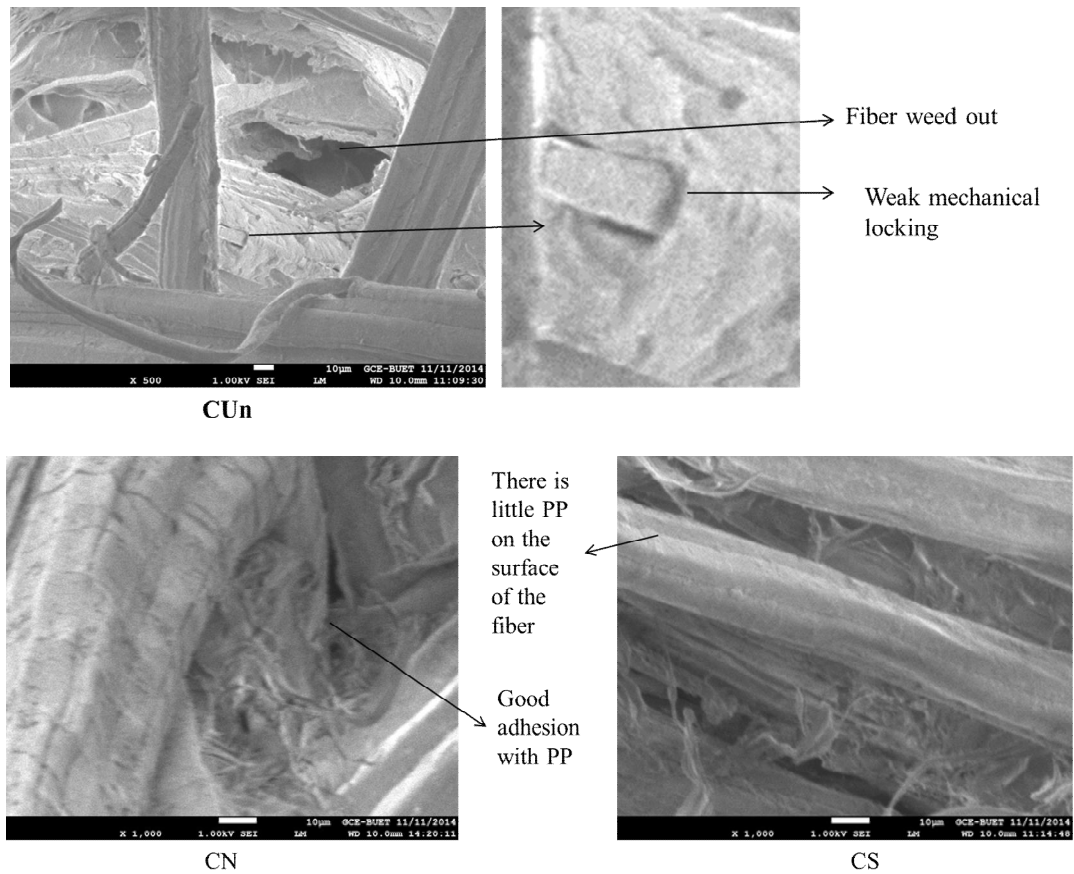 Fiber weed out
Weak mechanical
locking
10μm GCE-BUET 11/11/2014
X 500 1.00kV SEI LM WD 10.0mm 11:09:30
CUn
There is
little PP
on the
surface
of the
fiber
Good
adhesion
with PP
10μm GCE-BUET 11/11/2014
X 1,000 1.00kV SEI LM WD 10.0mm 14:20:11
CN
10μm GCE-BUET 11/11/2014
X 1,000 1.00kV SEI LM WD 10.0mm 11:14:48
CS